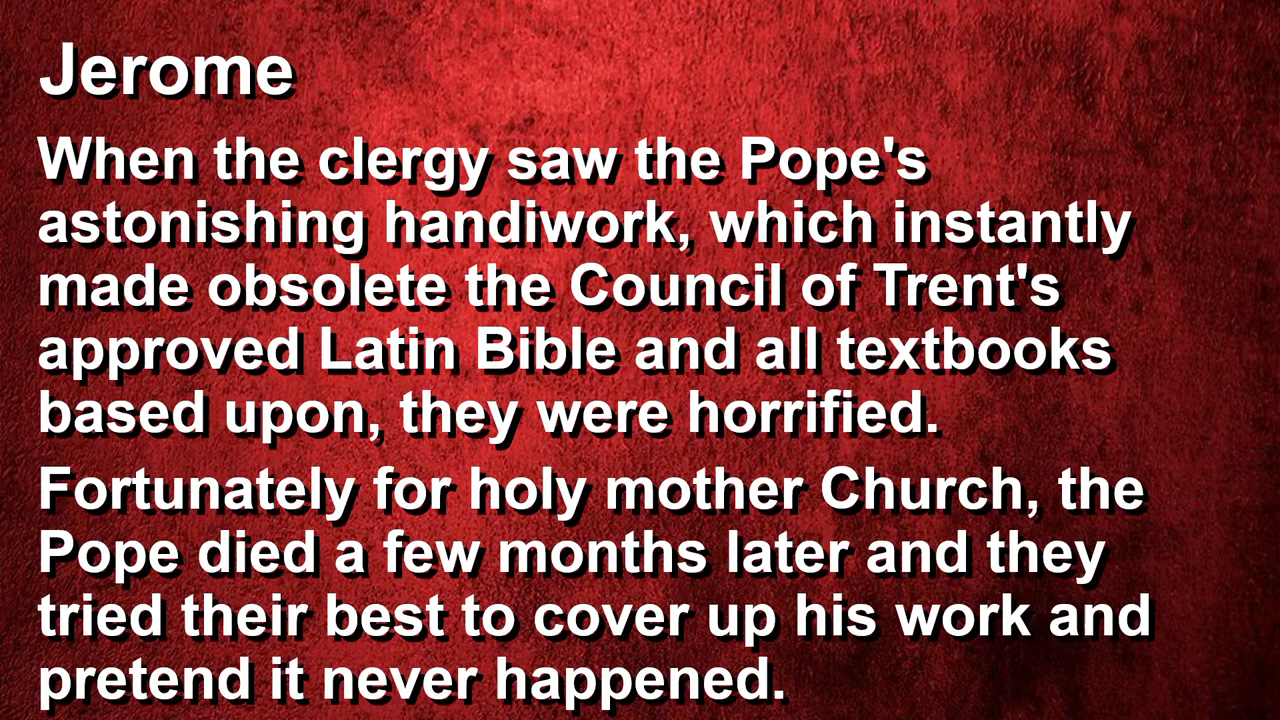 Jerome
When the clergy saw the Pope's
astonishing handiwork, which instantly
made obsolete the Council of Trent's
approved Latin Bible and all textbooks
based upon, they were horrified.
Fortunately for holy mother Church, the
Pope died a few months later and they
tried their best to cover up his work and
pretend it never happened.